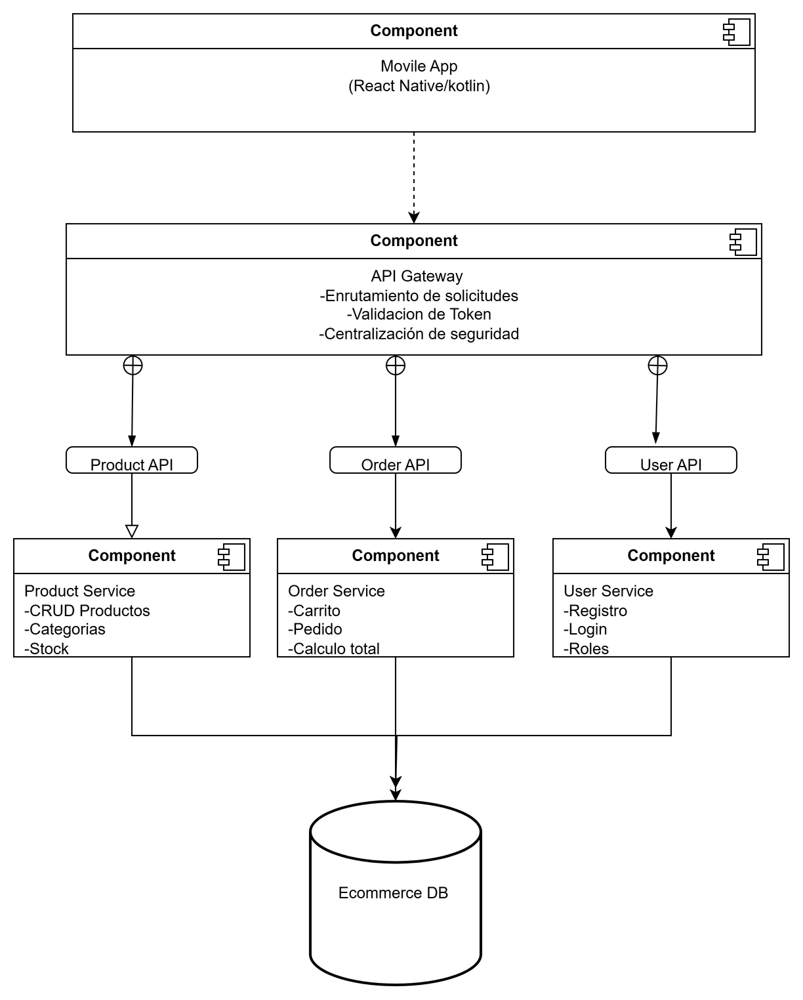 Component
Movile App
(React Native/kotlin)
Component
API Gateway
-Enrutamiento de solicitudes
-Validacion de Token
-Centralización de seguridad
Product API
Order API
User API
Component
Product Service
-CRUD Productos
-Categorias
-Stock
Component
Order Service
-Carrito
-Pedido
-Calculo total
Component
User Service
-Registro
-Login
-Roles
Ecommerce DB